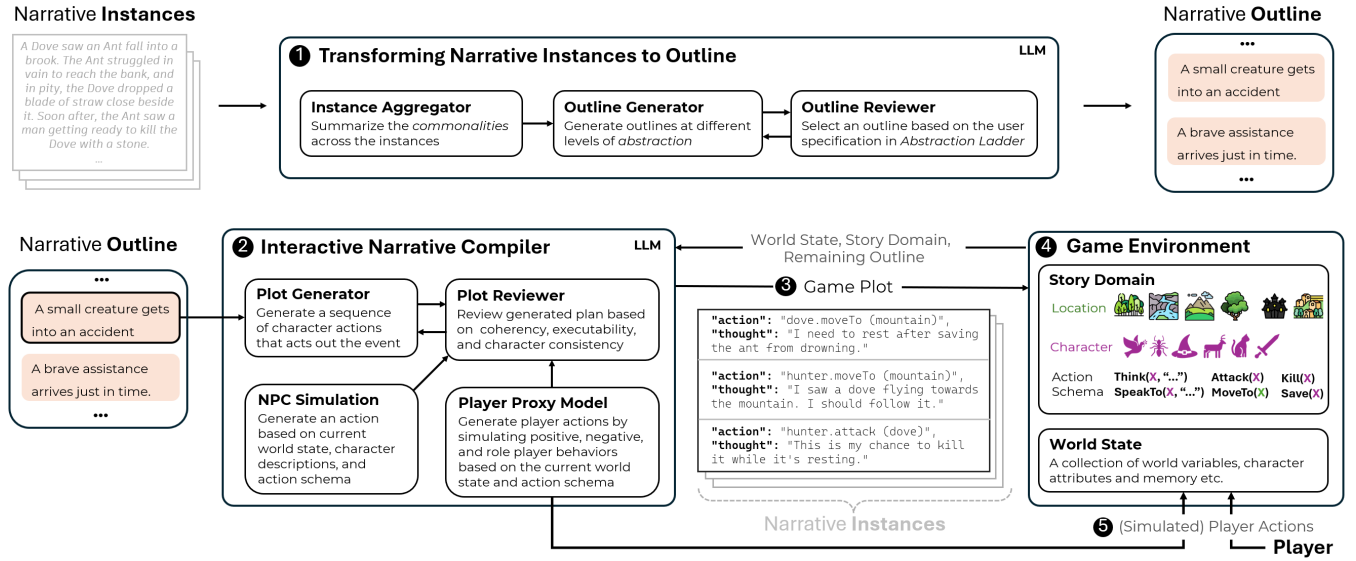 Narrative Instances
A Dove saw an Ant fall into a
brook. The Ant struggled in
vain to reach the bank, and
in pity, the Dove dropped a
blade of straw close beside
it. Soon after, the Ant saw a
man getting ready to kill the
Dove with a stone.
...
1 Transforming Narrative Instances to Outline
LLM
Instance Aggregator
Summarize the commonalities
across the instances
Outline Generator
Generate outlines at different
levels of abstraction
Outline Reviewer
Select an outline based on the user
specification in Abstraction Ladder
Narrative Outline
...
A small creature gets
into an accident
A brave assistance
arrives just in time.
...
Narrative Outline
...
A small creature gets
into an accident
A brave assistance
arrives just in time.
...
2 Interactive Narrative Compiler
LLM
Plot Generator
Generate a sequence
of character actions
that acts out the event
Plot Reviewer
Review generated plan based
on coherency, executability,
and character consistency
NPC Simulation
Generate an action
based on current
world state, character
descriptions, and
action schema
Player Proxy Model
Generate player actions by
simulating positive, negative,
and role player behaviors
based on the current world
state and action schema
World State, Story Domain,
Remaining Outline
3 Game Plot
"action": "dove.moveTo (mountain)",
"thought": "I need to rest after saving
the ant from drowning."
"action": "hunter.moveTo (mountain)",
"thought": "I saw a dove flying towards
the mountain. I should follow it."
"action": "hunter.attack (dove)",
"thought": "This is my chance to kill
it while it's resting."
Narrative Instances
4 Game Environment
Story Domain
Location
Character
Action
Schema
Think(X, “...”) Attack(X) Kill(X)
SpeakTo(X, “...”) MoveTo(X) Save(X)
World State
A collection of world variables, character
attributes and memory etc.
5 (Simulated) Player Actions
Player